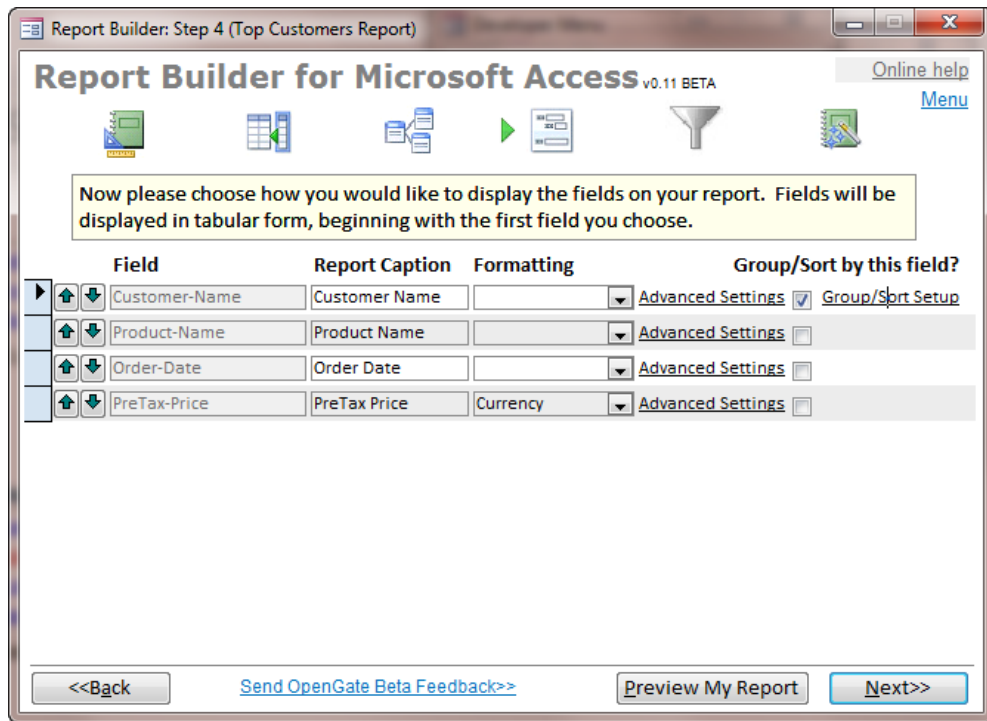 Report Builder: Step 4 (Top Customers Report)
Report Builder for Microsoft Access v0.11 BETA
Online help
Menu
Now please choose how you would like to display the fields on your report. Fields will be
displayed in tabular form, beginning with the first field you choose.
Field Report Caption Formatting Group/Sort by this field?
Customer-Name Customer Name Advanced Settings Group/Sort Setup
Product-Name Product Name Advanced Settings
Order-Date Order Date Advanced Settings
PreTax-Price PreTax Price Currency Advanced Settings
<<Back Send OpenGate Beta Feedback>> Preview My Report Next>>